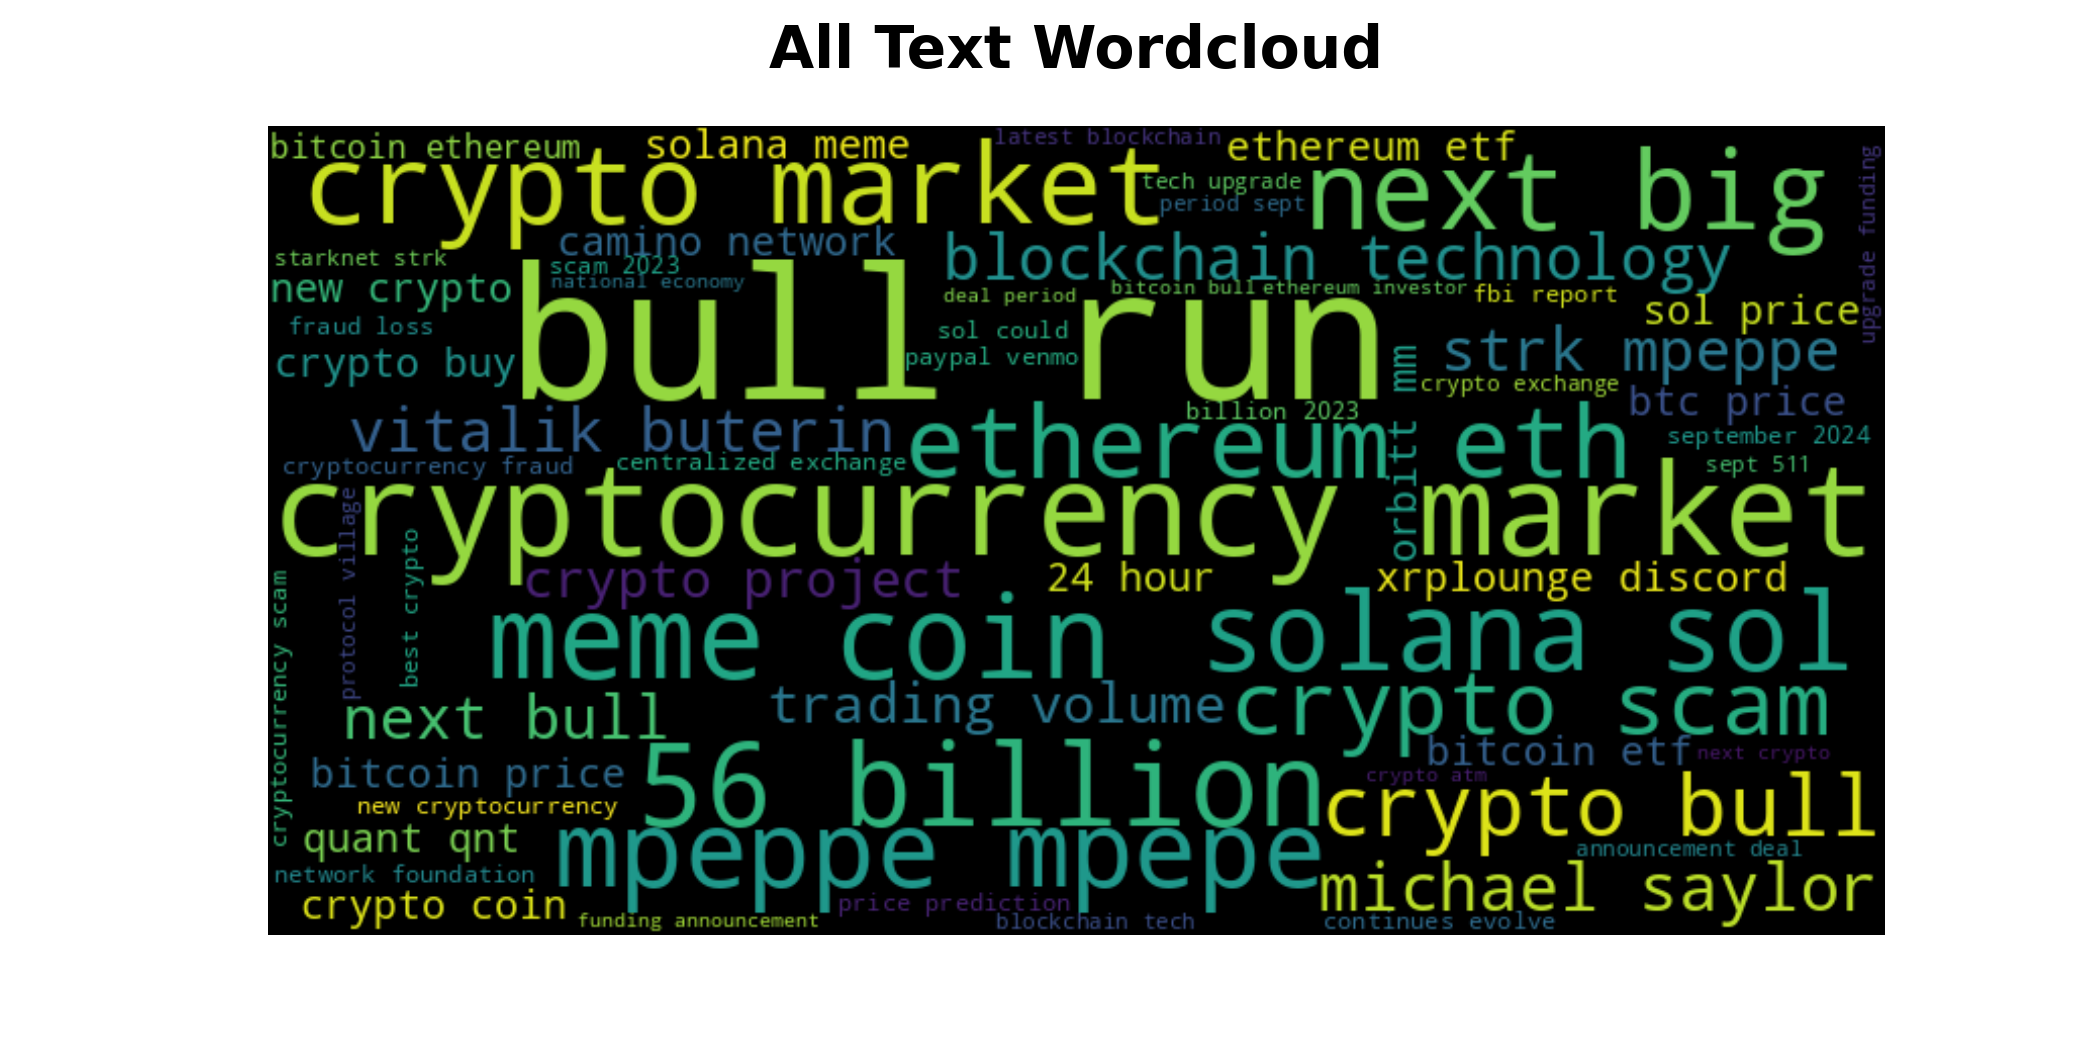 All Text Wordcloud
bitcoin ethereum
solana meme
latest blockchain
ethereum etf
crypto market
tech upgrade
period sept
next big
upgrade funding
camino network
blockchain technology
starknet strk
scam 2023
national economy
new crypto
bull run
deal period
bitcoin bull
ethereum investor
fbi report
sol price
fraud loss
sol could
paypal venmo
crypto buy
strk mpeppe
orbitt mm
crypto exchange
btc price
billion 2023
vitalik buterin
ethereum eth
september 2024
cryptocurrency fraud
centralized exchange
sept 511
cryptocurrency market
protocol village
best crypto
cryptocurrency scam
crypto project
24 hour
xrplounge discord
meme coin
solana sol
next bull
trading volume
crypto scam
bitcoin price
56 billion
bitcoin etf
next crypto
crypto atm
new cryptocurrency
crypto bull
quant qnt
mpeppe mpepe
announcement deal
network foundation
michael saylor
crypto coin
price prediction
funding announcement
blockchain tech
continues evolve